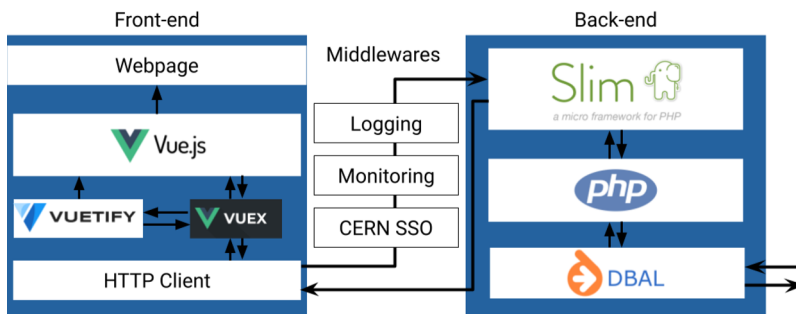 Front-end
Back-end
Webpage
Middlewares
Slim
a micro framework for PHP
Logging
Vue.js
Monitoring
php
VUETIFY
VUEX
CERN SSO
HTTP Client
DBAL